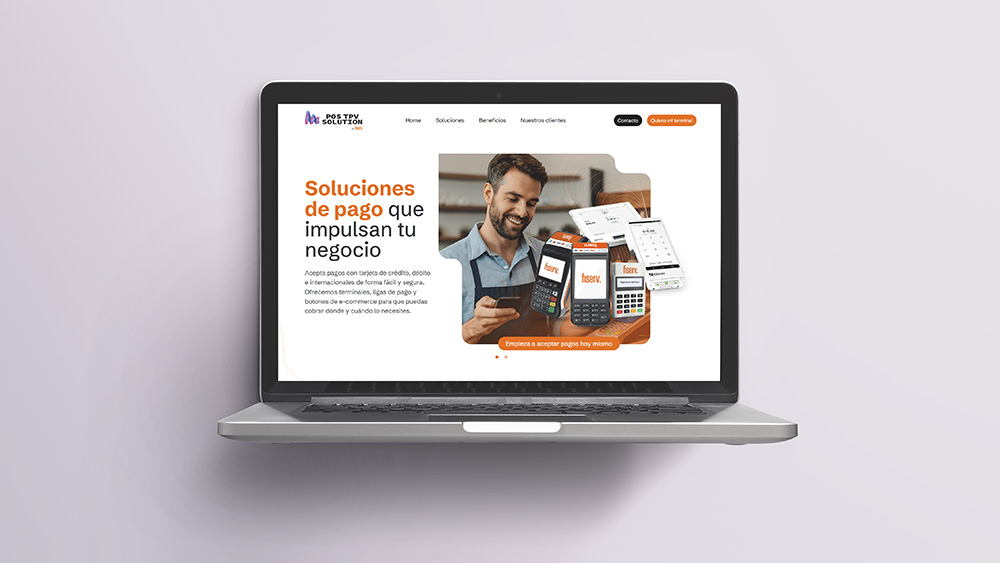 POS TPV
SOLUTION
Home
Soluciones
Beneficios
Nuestros clientes
Contacto
Quiero mi terminal
Soluciones
de pago que
impulsan tu
negocio
Acepta pagos con tarjeta de crédito, débito
e internacionales de forma fácil y segura.
Ofrecemos terminales, ligas de pago y
botones de e-commerce para que puedas
cobrar dónde y cuándo lo necesites.
fiserv.
fiserv.
fiserv.
Empieza a aceptar pagos hoy mismo